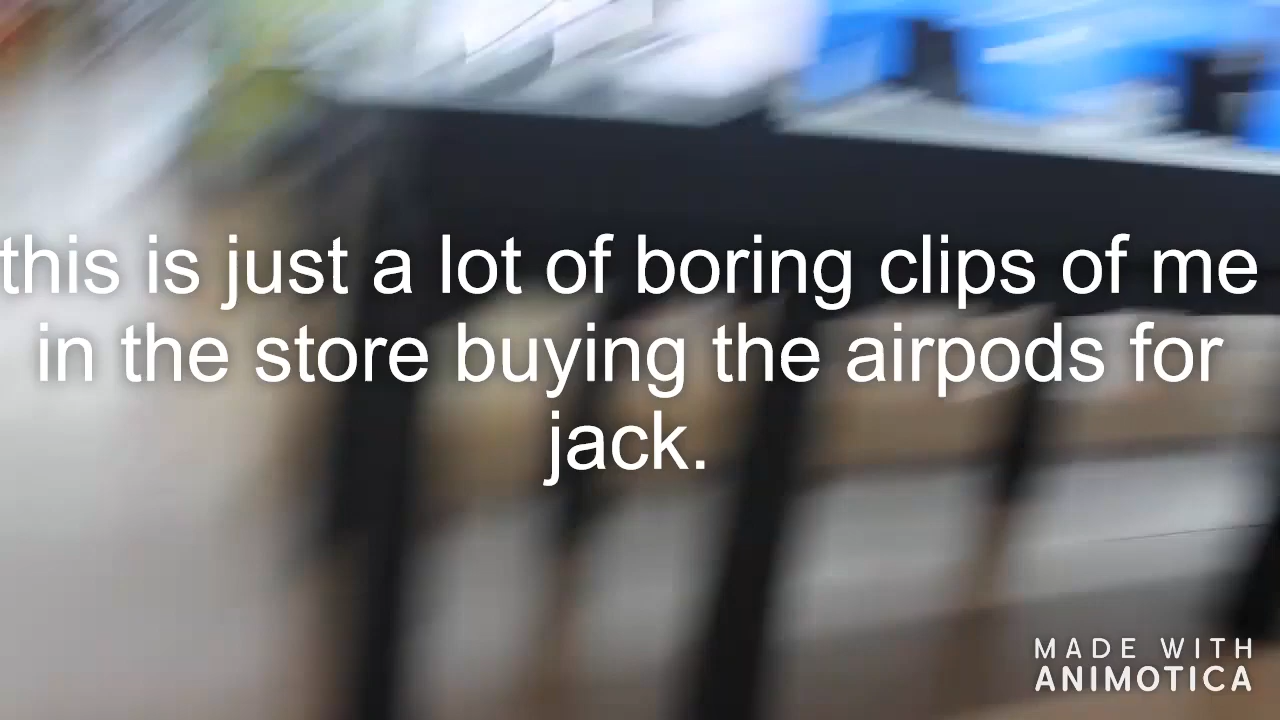 this is just a lot of boring clips of me
in the store buying the airpods for
jack.
MADE WITH
ANIMOTICA